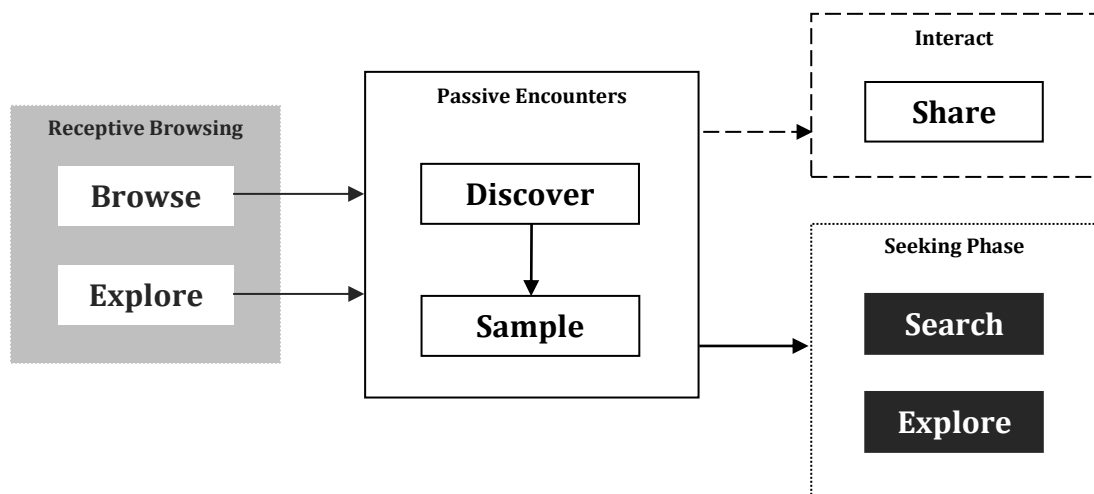 Receptive Browsing
Browse
Explore
Passive Encounters
Discover
Sample
Interact
Share
Seeking Phase
Search
Explore